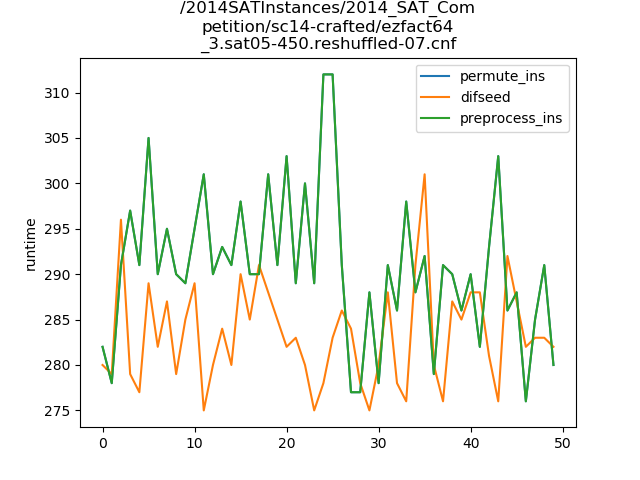 /2014SATInstances/2014_SAT_Com
petition/sc14-crafted/ezfact64
_3.sat05-450.reshuffled-07.cnf
permute_ins
difseed
preprocess_ins
runtime
310
305
300
295
290
285
280
275
0
10
20
30
40
50